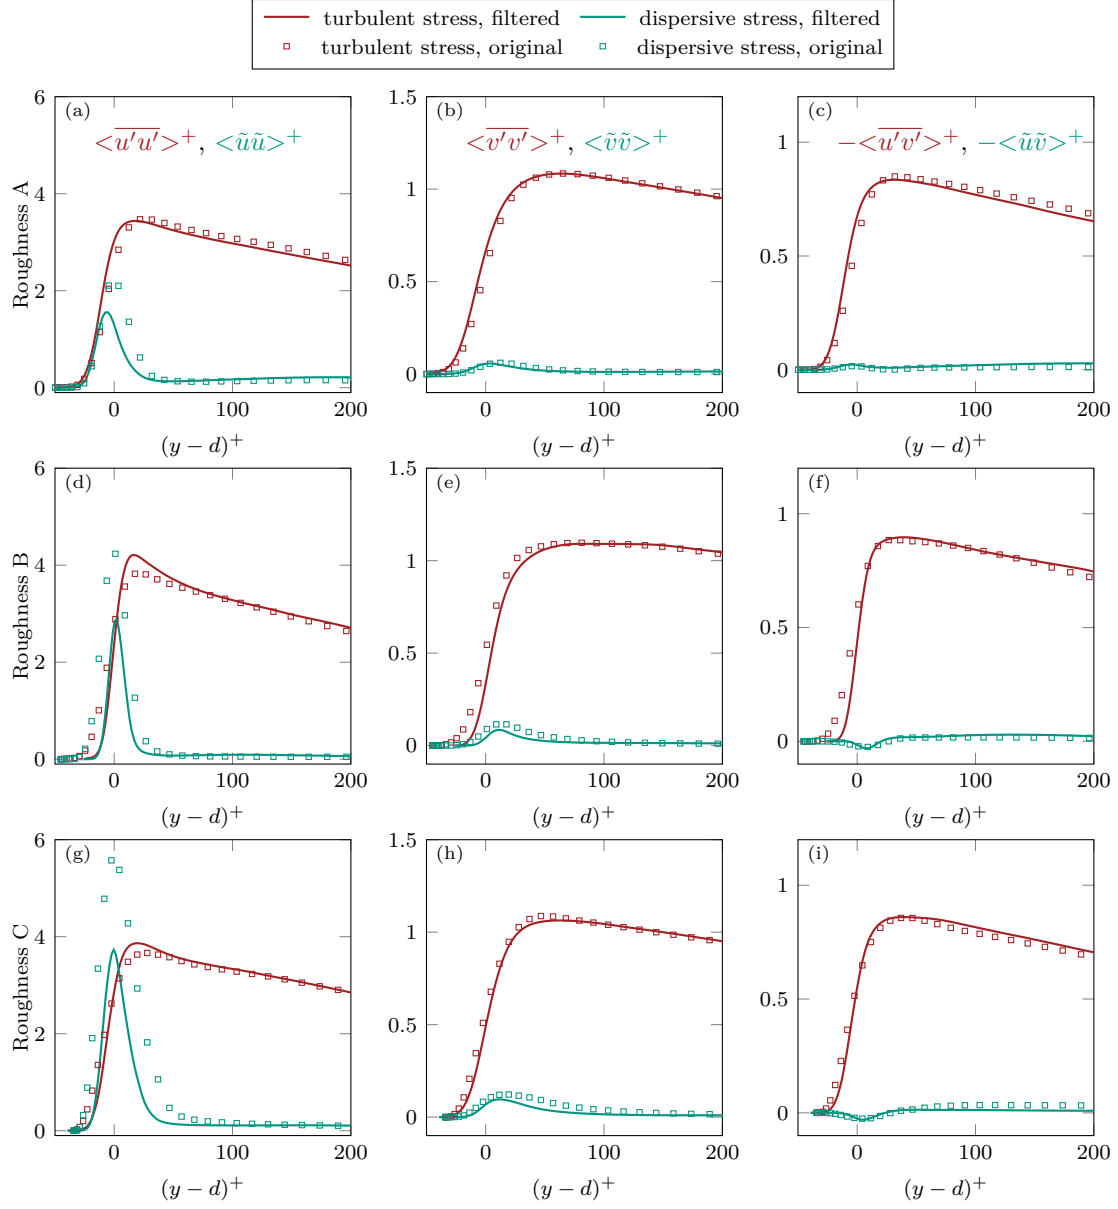 turbulent stress, filtered dispersive stress, filtered
turbulent stress, original dispersive stress, original
(a) (b) (c)
<u′u′>⁺, <ũũ>⁺ <v′v′>⁺, <ṽṽ>⁺ −<u′v′>⁺, −<ũṽ>⁺
Roughness A
6 4 2 0
1.5 1 0.5 0
1 0.5 0
0 100 200 0 100 200 0 100 200
(y − d)⁺ (y − d)⁺ (y − d)⁺
(d) (e) (f)
Roughness B
6 4 2 0
1.5 1 0.5 0
1 0.5 0
0 100 200 0 100 200 0 100 200
(y − d)⁺ (y − d)⁺ (y − d)⁺
(g) (h) (i)
Roughness C
6 4 2 0
1.5 1 0.5 0
1 0.5 0
0 100 200 0 100 200 0 100 200
(y − d)⁺ (y − d)⁺ (y − d)⁺